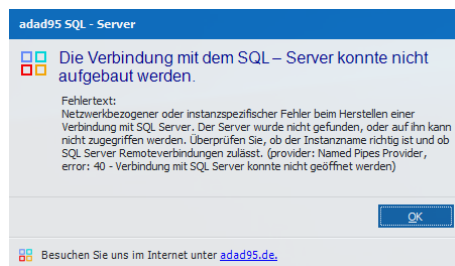 adad95 SQL - Server
Die Verbindung mit dem SQL – Server konnte nicht
aufgebaut werden.
Fehlertext:
Netzwerkbezogener oder instanzspezifischer Fehler beim Herstellen einer
Verbindung mit SQL Server. Der Server wurde nicht gefunden, oder auf ihn kann
nicht zugegriffen werden. Überprüfen Sie, ob der Instanzname richtig ist und ob
SQL Server Remoteverbindungen zulässt. (provider: Named Pipes Provider,
error: 40 - Verbindung mit SQL Server konnte nicht geöffnet werden)
OK
Besuchen Sie uns im Internet unter adad95.de.